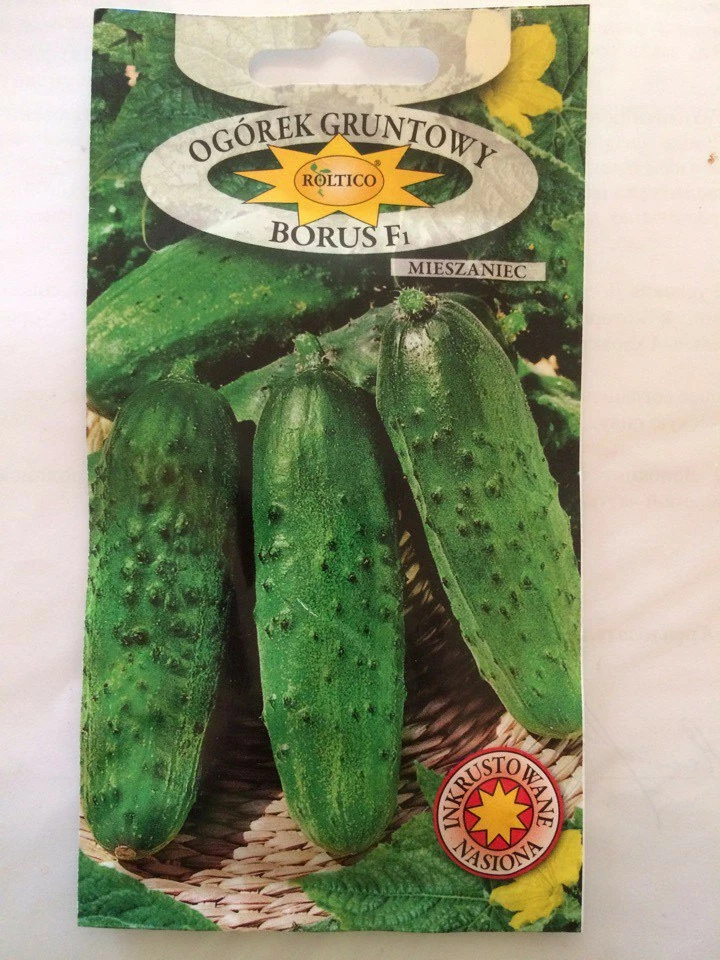 OGÓREK GRUNTOWY
ROLTICO®
BORUS F1
MIESZANIEC
INKRUSTOWANE
NASIONA